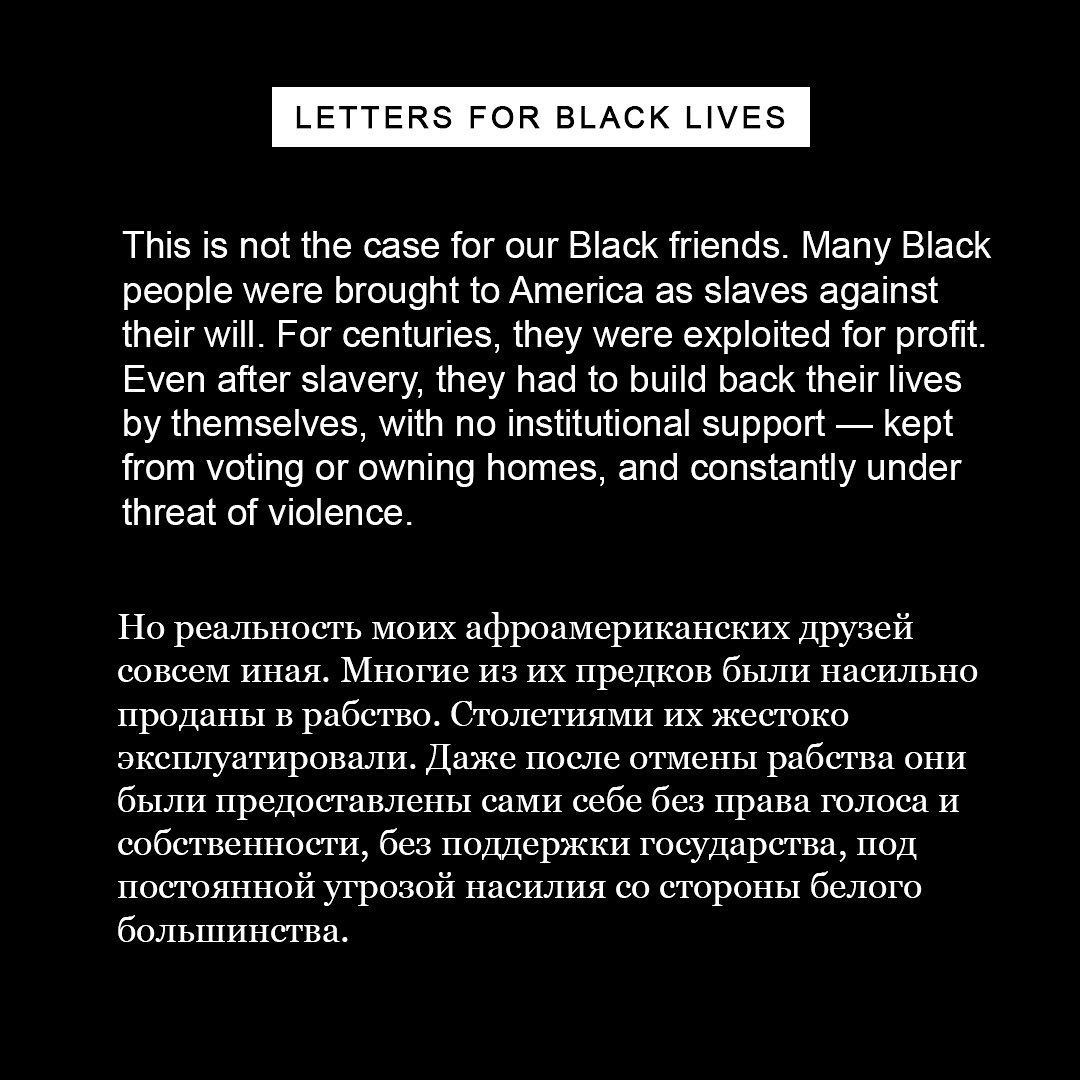 LETTERS FOR BLACK LIVES
This is not the case for our Black friends. Many Black
people were brought to America as slaves against
their will. For centuries, they were exploited for profit.
Even after slavery, they had to build back their lives
by themselves, with no institutional support — kept
from voting or owning homes, and constantly under
threat of violence.
Но реальность моих афроамериканских друзей
совсем иная. Многие из их предков были насильно
проданы в рабство. Столетиями их жестоко
эксплуатировали. Даже после отмены рабства они
были предоставлены сами себе без права голоса и
собственности, без поддержки государства, под
постоянной угрозой насилия со стороны белого
большинства.